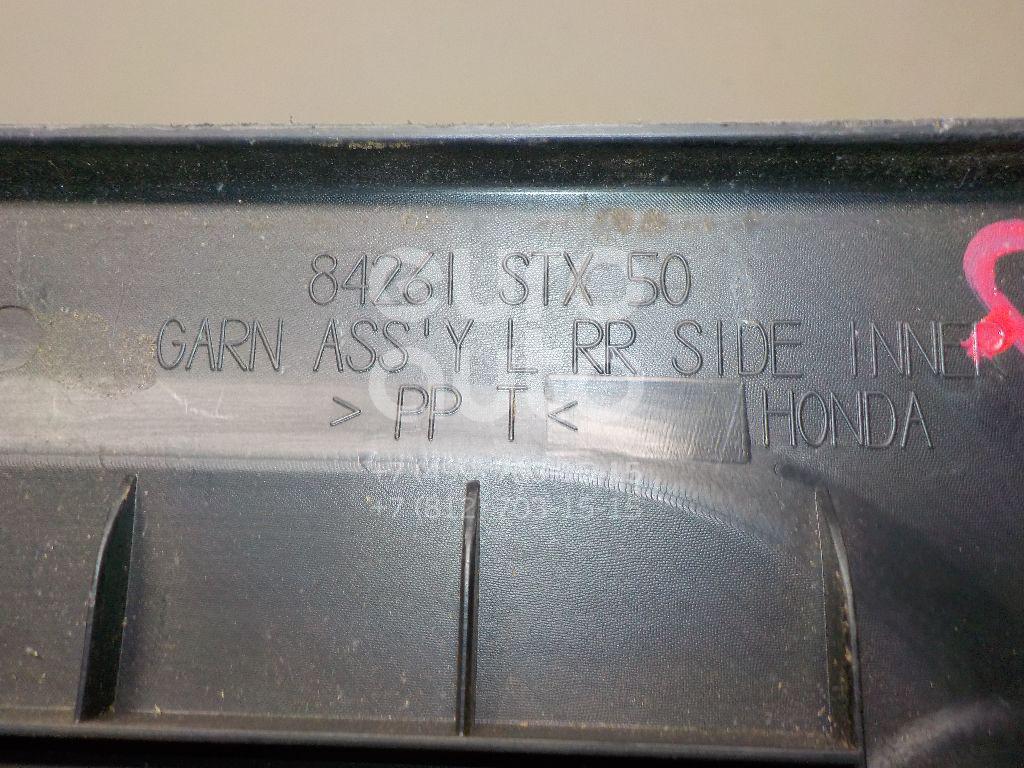 84261 STX 50
GARN ASS'Y L RR SIDE INNER
> PP T < HONDA